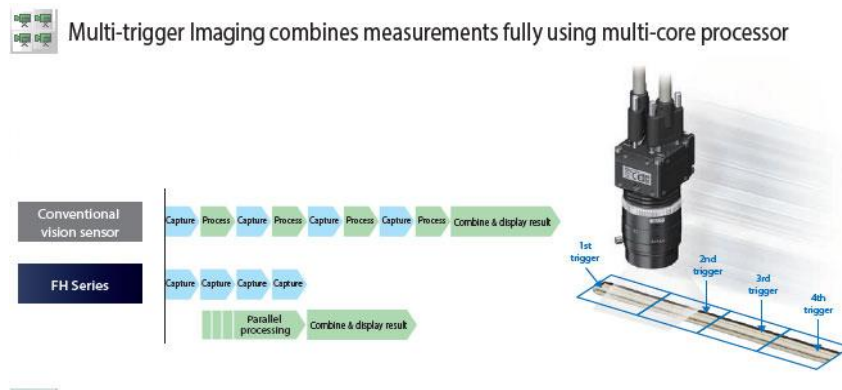 Multi-trigger Imaging combines measurements fully using multi-core processor
Conventional
vision sensor
Capture Process Capture Process Capture Process Capture Process Combine & display result
FH Series
Capture Capture Capture Capture
Parallel
processing
Combine & display result
1st
trigger
2nd
trigger
3rd
trigger
4th
trigger